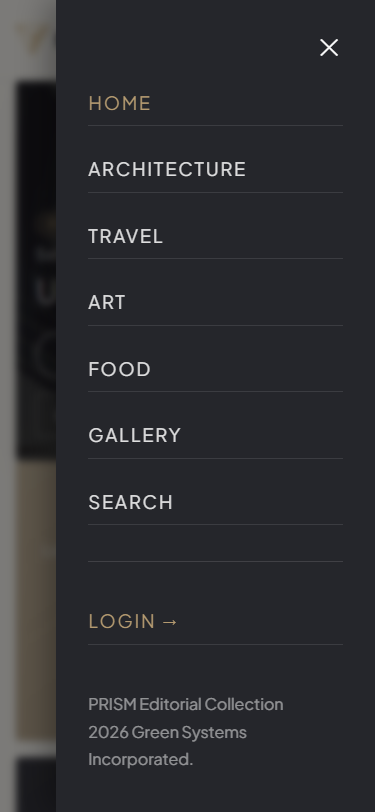 HOME
ARCHITECTURE
TRAVEL
ART
FOOD
GALLERY
SEARCH
LOGIN →
PRISM Editorial Collection
2026 Green Systems
Incorporated.